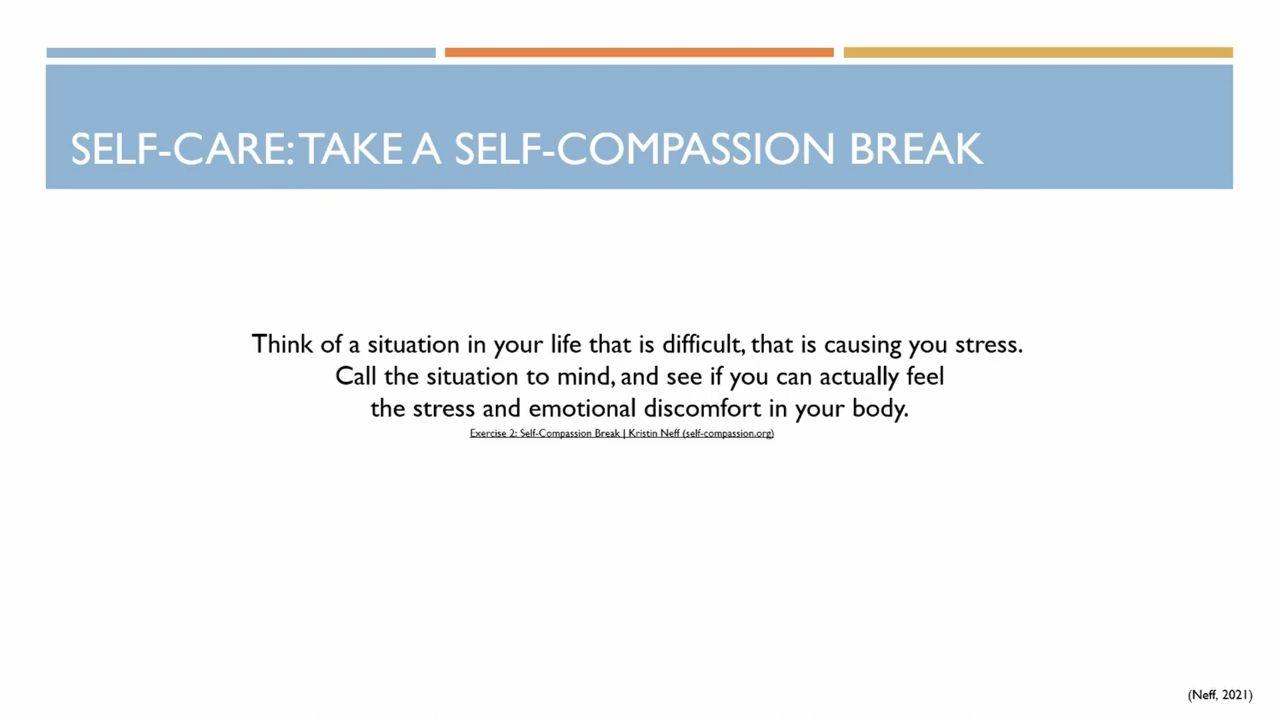 SELF-CARE: TAKE A SELF-COMPASSION BREAK
Think of a situation in your life that is difficult, that is causing you stress.
Call the situation to mind, and see if you can actually feel
the stress and emotional discomfort in your body.
Exercise 2: Self-Compassion Break | Kristin Neff (self-compassion.org)
(Neff, 2021)